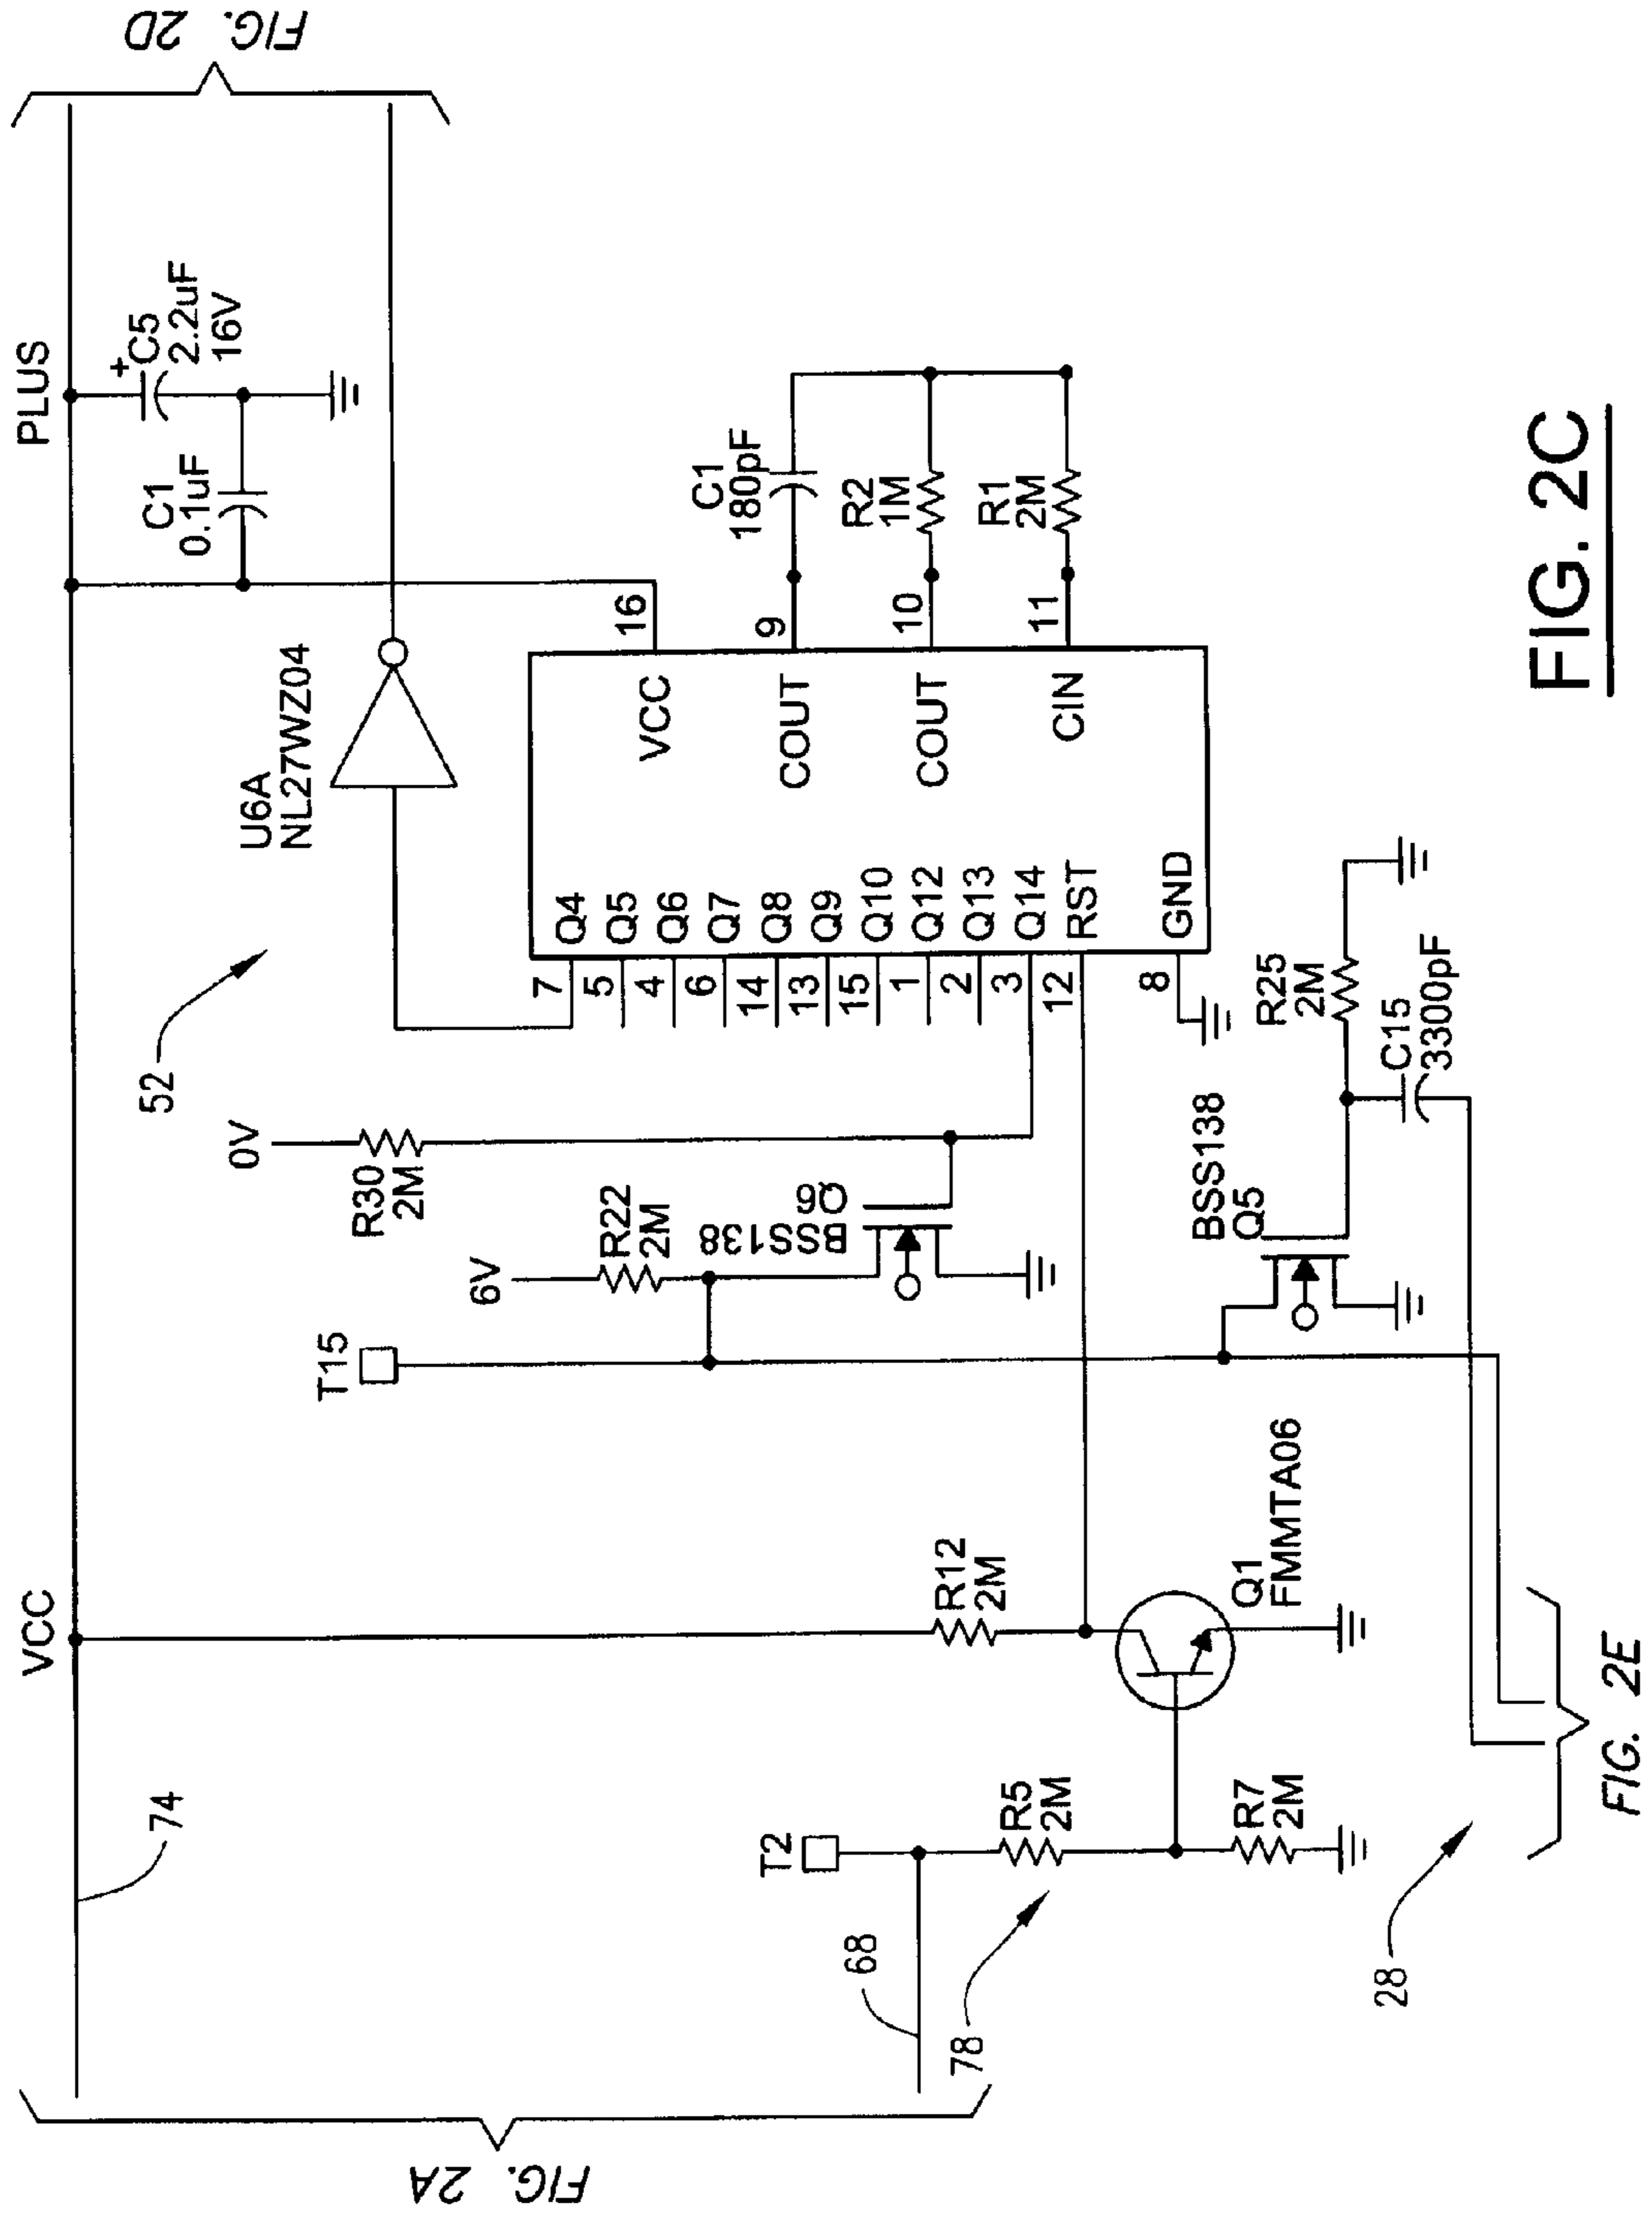 FIG. 2A
74
VCC
PLUS
FIG. 2D
C5
2.2uF
16V
+
C1
0.1uF
U6A
NL27WZ04
52
0V
R30
2M
6V
R22
2M
T15
BSS138
Q6
7
5
4
6
14
13
15
1
2
3
12
8
Q4
Q5
Q6
Q7
Q8
Q9
Q10
Q12
Q13
Q14
RST
GND
VCC
COUT
COUT
CIN
16
9
10
11
C1
180pF
R2
1M
R1
2M
68
T2
78
R5
2M
R7
2M
R12
2M
Q1
FMMTA06
BSS138
Q5
R25
2M
C15
3300pF
28
FIG. 2E
FIG. 2C